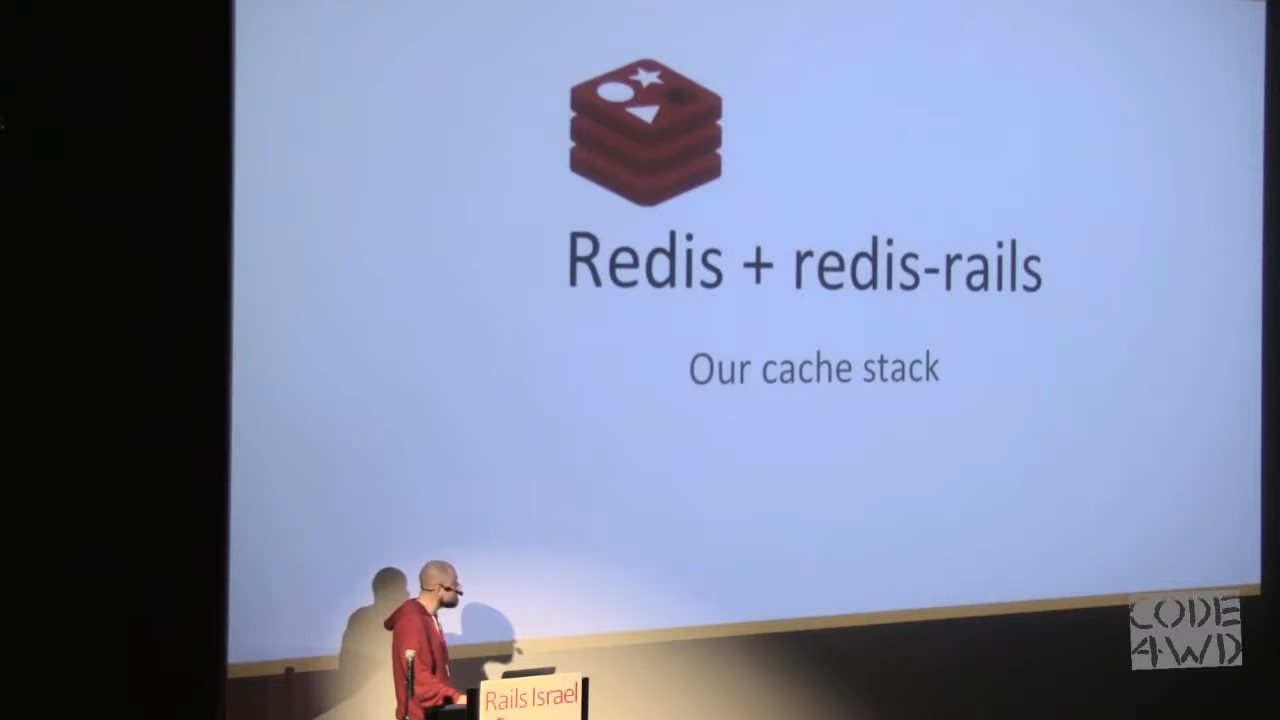 Redis + redis-rails
Our cache stack
Rails Israel
CODE
4WD